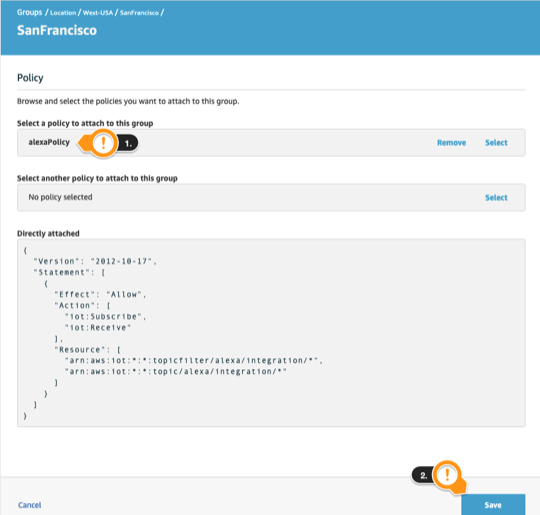 Groups / Location / West-USA / SanFrancisco /
SanFrancisco
Policy
Browse and select the policies you want to attach to this group.
Select a policy to attach to this group
alexaPolicy ! 1. Remove Select
Select another policy to attach to this group
No policy selected Select
Directly attached
{
"Version": "2012-10-17",
"Statement": [
{
"Effect": "Allow",
"Action": [
"iot:Subscribe",
"iot:Receive"
],
"Resource": [
"arn:aws:iot:*:*:topicfilter/alexa/integration/*",
"arn:aws:iot:*:*:topic/alexa/integration/*"
]
}
]
}
2. !
Cancel Save